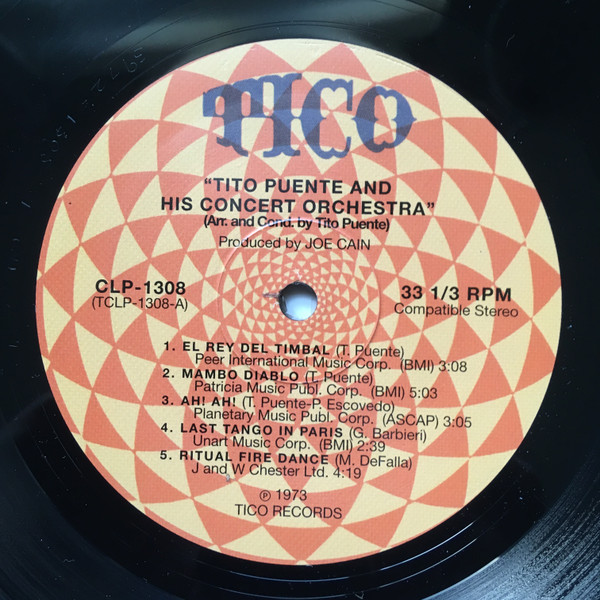 TICO
"TITO PUENTE AND
HIS CONCERT ORCHESTRA"
(Arr. and Cond. by Tito Puente)
Produced by JOE CAIN
CLP-1308
(TCLP-1308-A)
33 1/3 RPM
Compatible Stereo
1. EL REY DEL TIMBAL (T. Puente)
Peer International Music Corp. (BMI) 3:08
2. MAMBO DIABLO (T. Puente)
Patricia Music Publ. Corp. (BMI) 5:03
3. AH! AH! (T. Puente-P. Escovedo)
Planetary Music Publ. Corp. (ASCAP) 3:05
4. LAST TANGO IN PARIS (G. Barbieri)
Unart Music Corp. (BMI) 2:39
5. RITUAL FIRE DANCE (M. DeFalla)
J and W Chester Ltd. 4:19
℗ 1973
TICO RECORDS